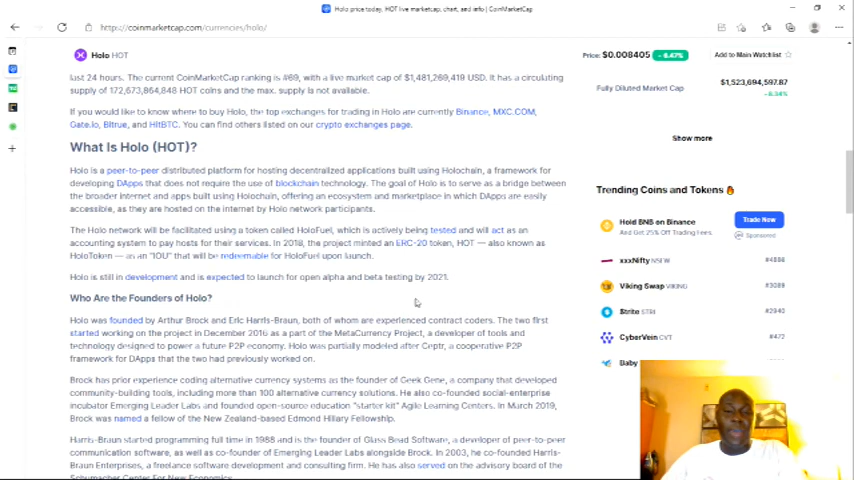 Holo price today, HOT live marketcap, chart, and info | CoinMarketCap
https://coinmarketcap.com/currencies/holo/
Holo HOT
Price: $0.008405
6.47%
Add to Main Watchlist
last 24 hours. The current CoinMarketCap ranking is #69, with a live market cap of $1,481,269,419 USD. It has a circulating
supply of 172,673,864,848 HOT coins and the max. supply is not available.
Fully Diluted Market Cap
$1,523,694,597.87
If you would like to know where to buy Holo, the top exchanges for trading in Holo are currently Binance, MXC.COM,
Gate.io, Bitrue, and HitBTC. You can find others listed on our crypto exchanges page.
Show more
What Is Holo (HOT)?
Holo is a peer-to-peer distributed platform for hosting decentralized applications built using Holochain, a framework for
developing DApps that does not require the use of blockchain technology. The goal of Holo is to serve as a bridge between
the broader internet and apps built using Holochain, offering an ecosystem and marketplace in which DApps are easily
accessible, as they are hosted on the internet by Holo network participants.
The Holo network will be facilitated using a token called HoloFuel, which is actively being tested and will act as an
accounting system to pay hosts for their services. In 2018, the project minted an ERC-20 token, HOT — also known as
HoloToken — as an "IOU" that will be redeemable for HoloFuel upon launch.
Holo is still in development and is expected to launch for open alpha and beta testing by 2021.
Who Are the Founders of Holo?
Holo was founded by Arthur Brock and Eric Harris-Braun, both of whom are experienced contract coders. The two first
started working on the project in December 2016 as a part of the MetaCurrency Project, a developer of tools and
technology designed to power a future P2P economy. Holo was partially modeled after Ceptr, a cooperative P2P
framework for DApps that the two had previously worked on.
Brock has prior experience coding alternative currency systems as the founder of Geek Gene, a company that developed
community-building tools, including more than 100 alternative currency solutions. He also co-founded social-enterprise
incubator Emerging Leader Labs and founded open-source education "starter kit" Agile Learning Centers. In March 2019,
Brock was named a fellow of the New Zealand-based Edmond Hillary Fellowship.
Harris-Braun started programming full time in 1988 and is the founder of Glass Bead Software, a developer of peer-to-peer
communication software, as well as co-founder of Emerging Leader Labs alongside Brock. In 2003, he co-founded Harris-
Braun Enterprises, a freelance software development and consulting firm. He has also served on the advisory board of the
Schumacher Center For New Economics.
Trending Coins and Tokens
Hold BNB on Binance
And Get 25% Off Trading Fees
Trade Now
Sponsored
xxxNifty NSFW
#4886
Viking Swap VIKING
#3089
Strite STRI
#2940
CyberVein CVT
#472
Baby